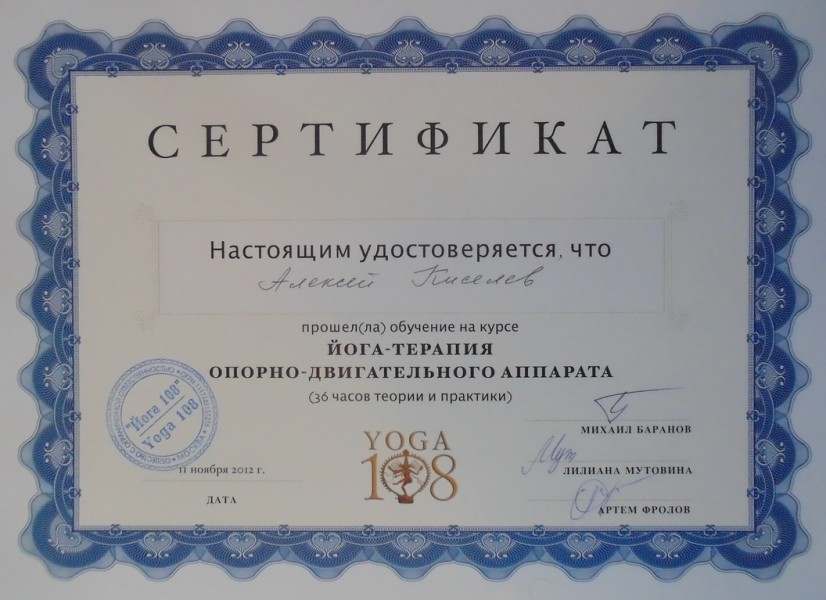 СЕРТИФИКАТ
Настоящим удостоверяется, что
Алексей Киселев
прошел(ла) обучение на курсе
ЙОГА-ТЕРАПИЯ
ОПОРНО-ДВИГАТЕЛЬНОГО АППАРАТА
(36 часов теории и практики)
"Йога 108"
Yoga 108
11 ноября 2012 г.
ДАТА
YOGA
108
МИХАИЛ БАРАНОВ
ЛИЛИАНА МУТОВИНА
АРТЕМ ФРОЛОВ